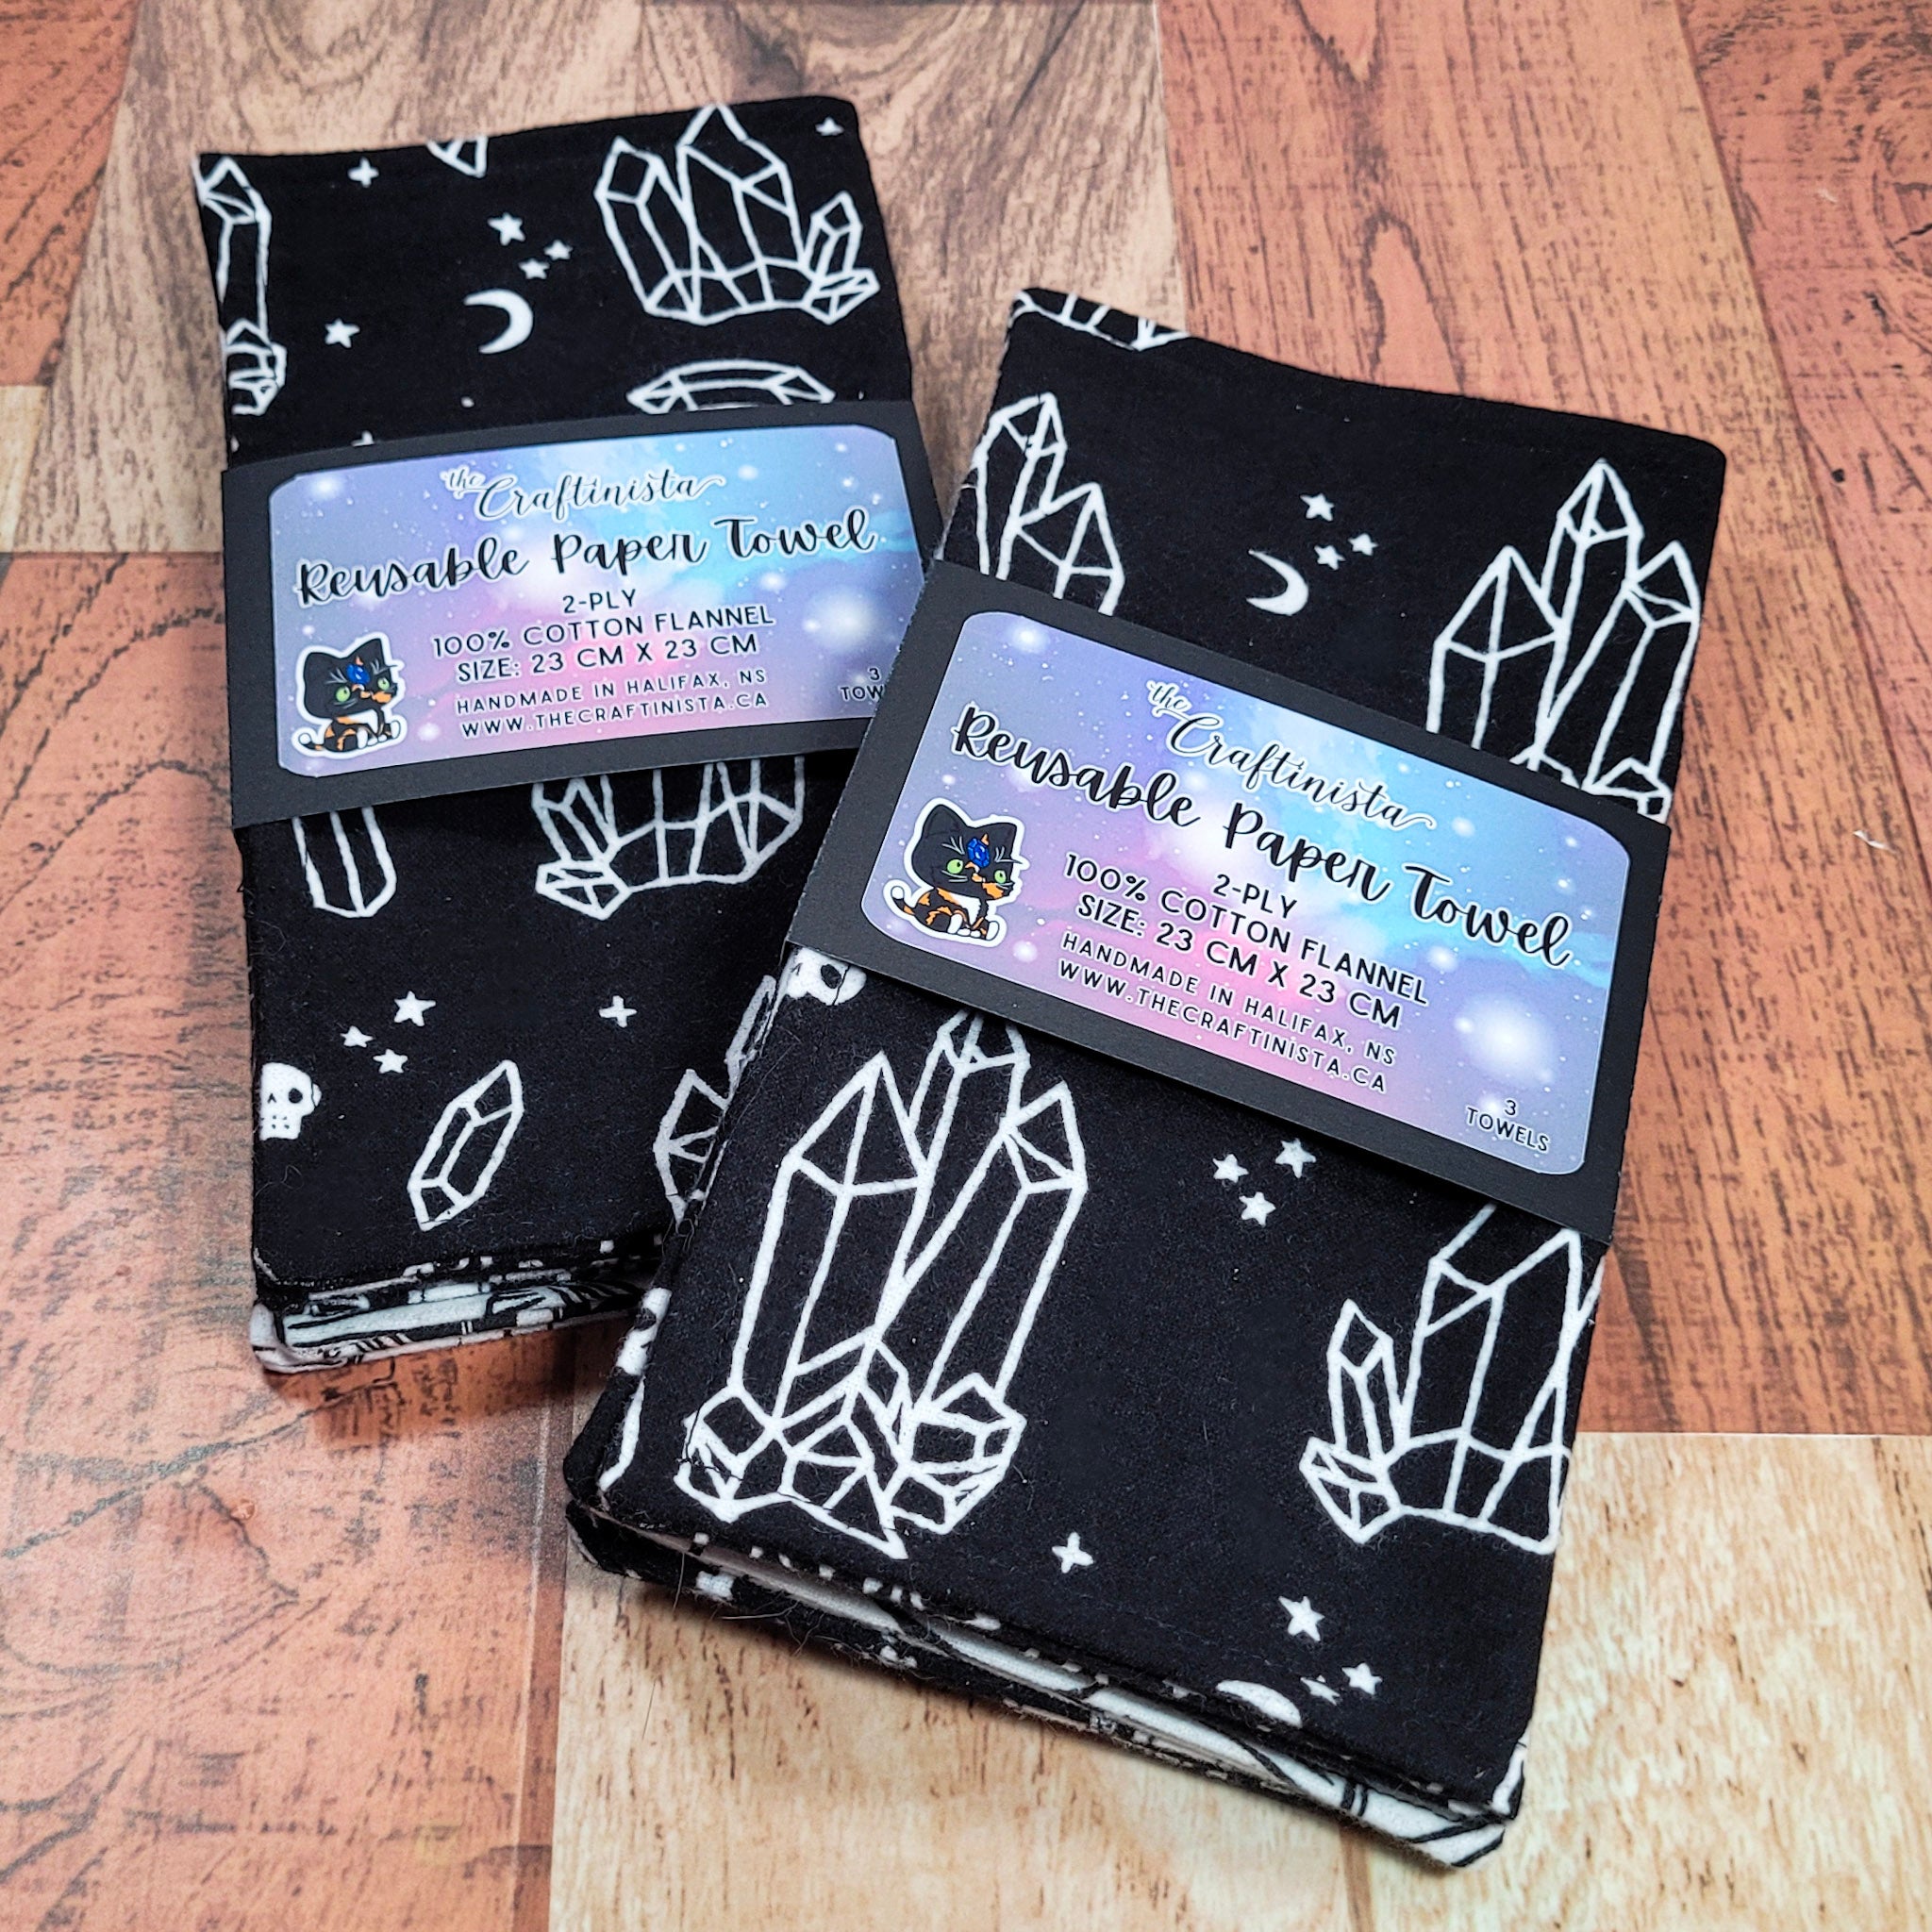 the
Craftinista
Reusable Paper Towel
2-PLY
100% COTTON FLANNEL
SIZE: 23 CM X 23 CM
HANDMADE IN HALIFAX, NS
WWW.THECRAFTINISTA.CA
3
the
Craftinista
Reusable Paper Towel
2-PLY
100% COTTON FLANNEL
SIZE: 23 CM X 23 CM
HANDMADE IN HALIFAX, NS
WWW.THECRAFTINISTA.CA
3
TOWELS